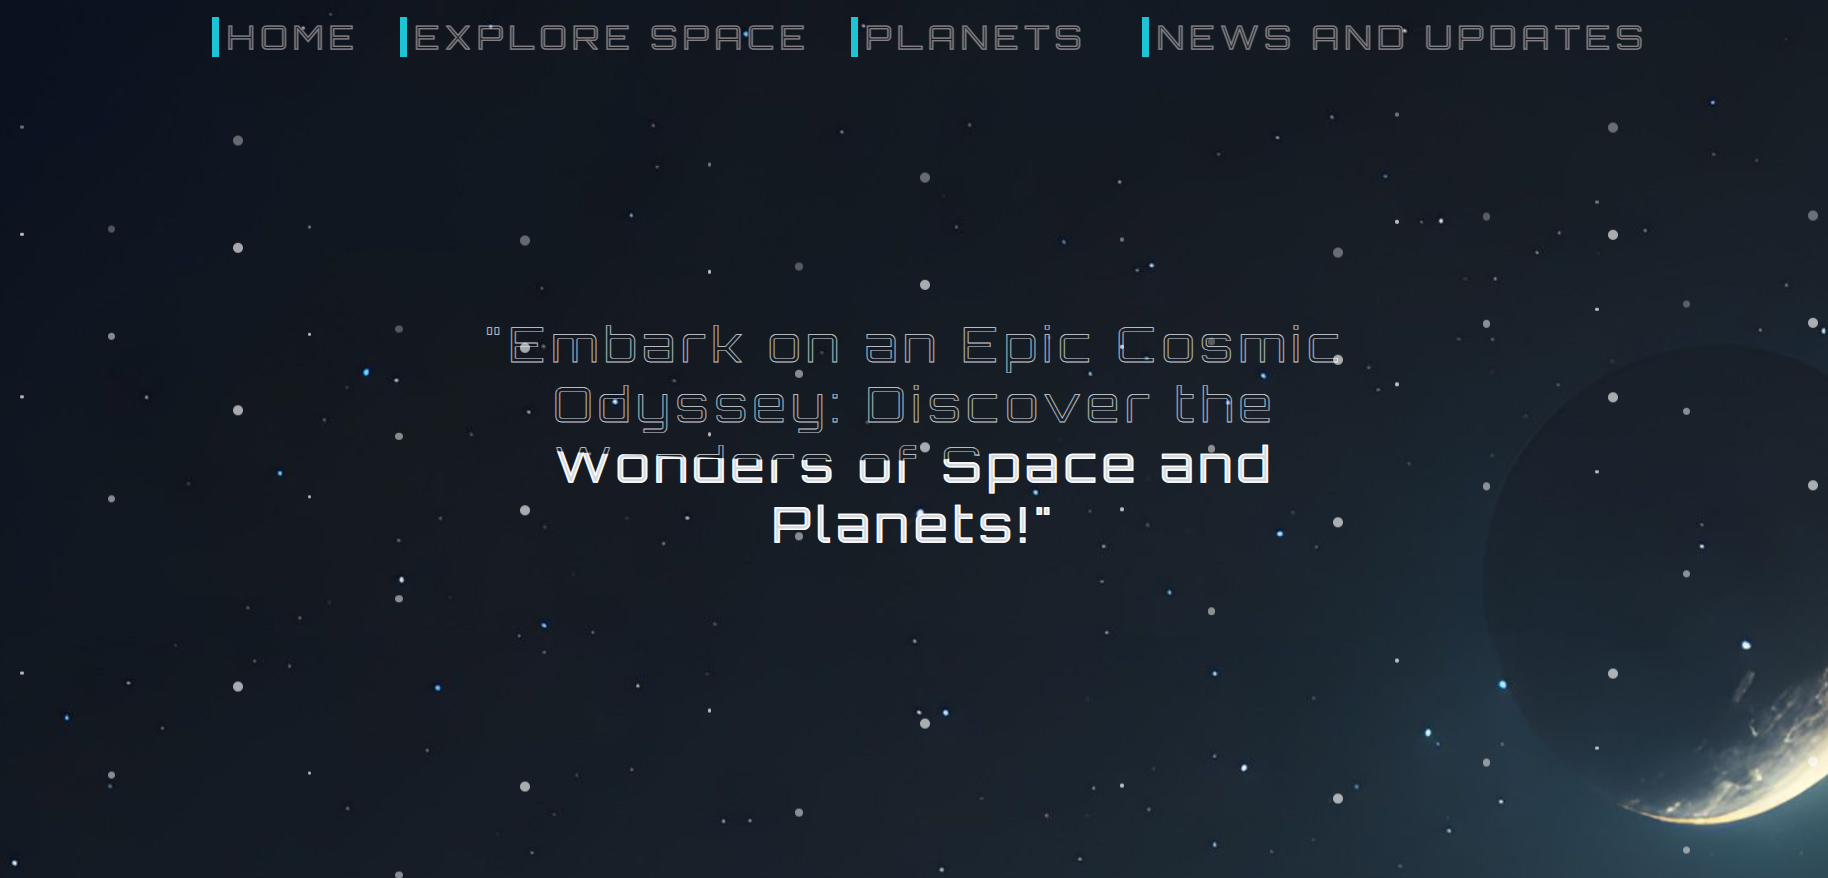 HOME EXPLORE SPACE PLANETS NEWS AND UPDATES
"Embark on an Epic Cosmic
Odyssey: Discover the
Wonders of Space and
Planets!"